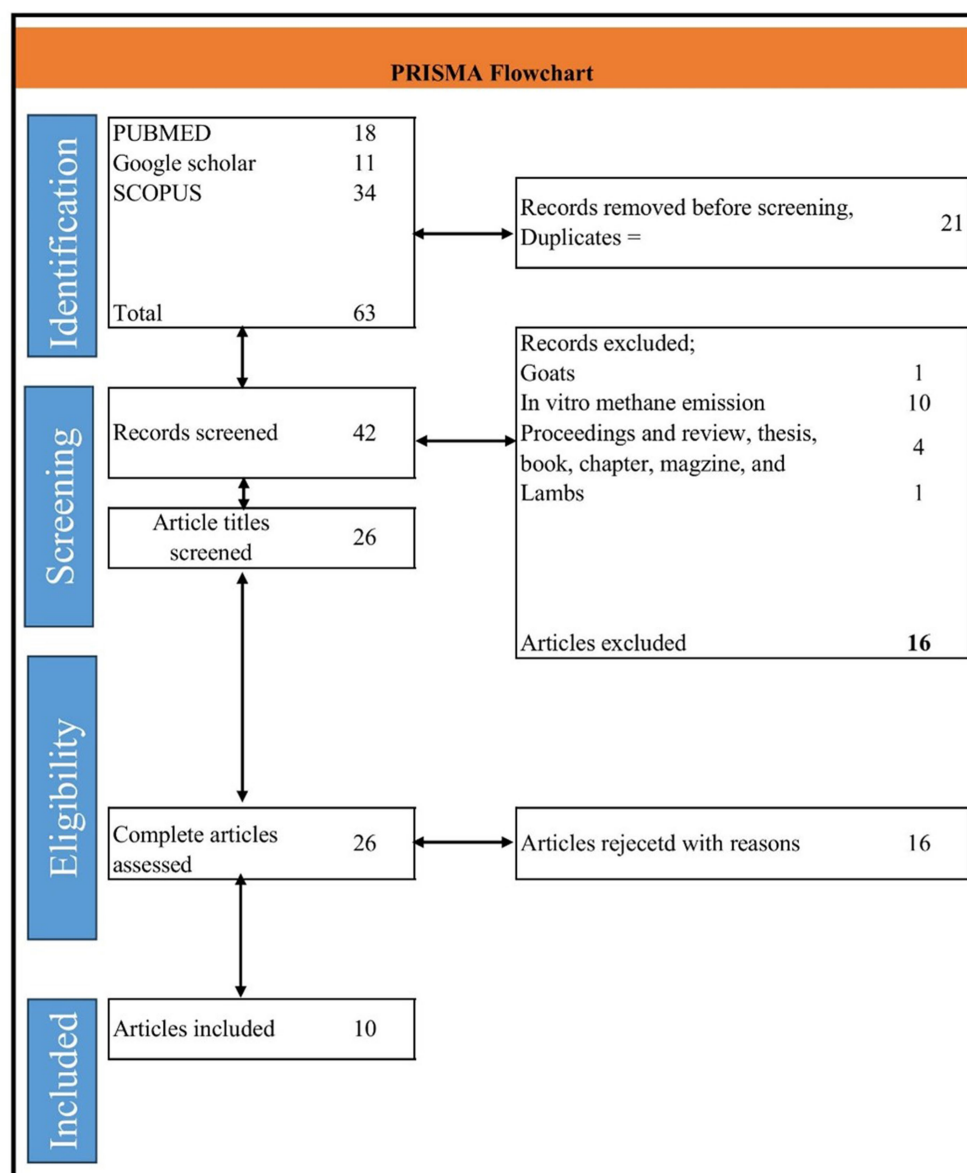 PRISMA Flowchart
Identification
PUBMED 18
Google scholar 11
SCOPUS 34
Total 63
Records removed before screening,
Duplicates = 21
Screening
Records screened 42
Records excluded;
Goats 1
In vitro methane emission 10
Proceedings and review, thesis,
book, chapter, magzine, and 4
Lambs 1
Articles excluded 16
Article titles
screened 26
Eligibility
Complete articles
assessed 26
Articles rejecetd with reasons 16
Included
Articles included 10